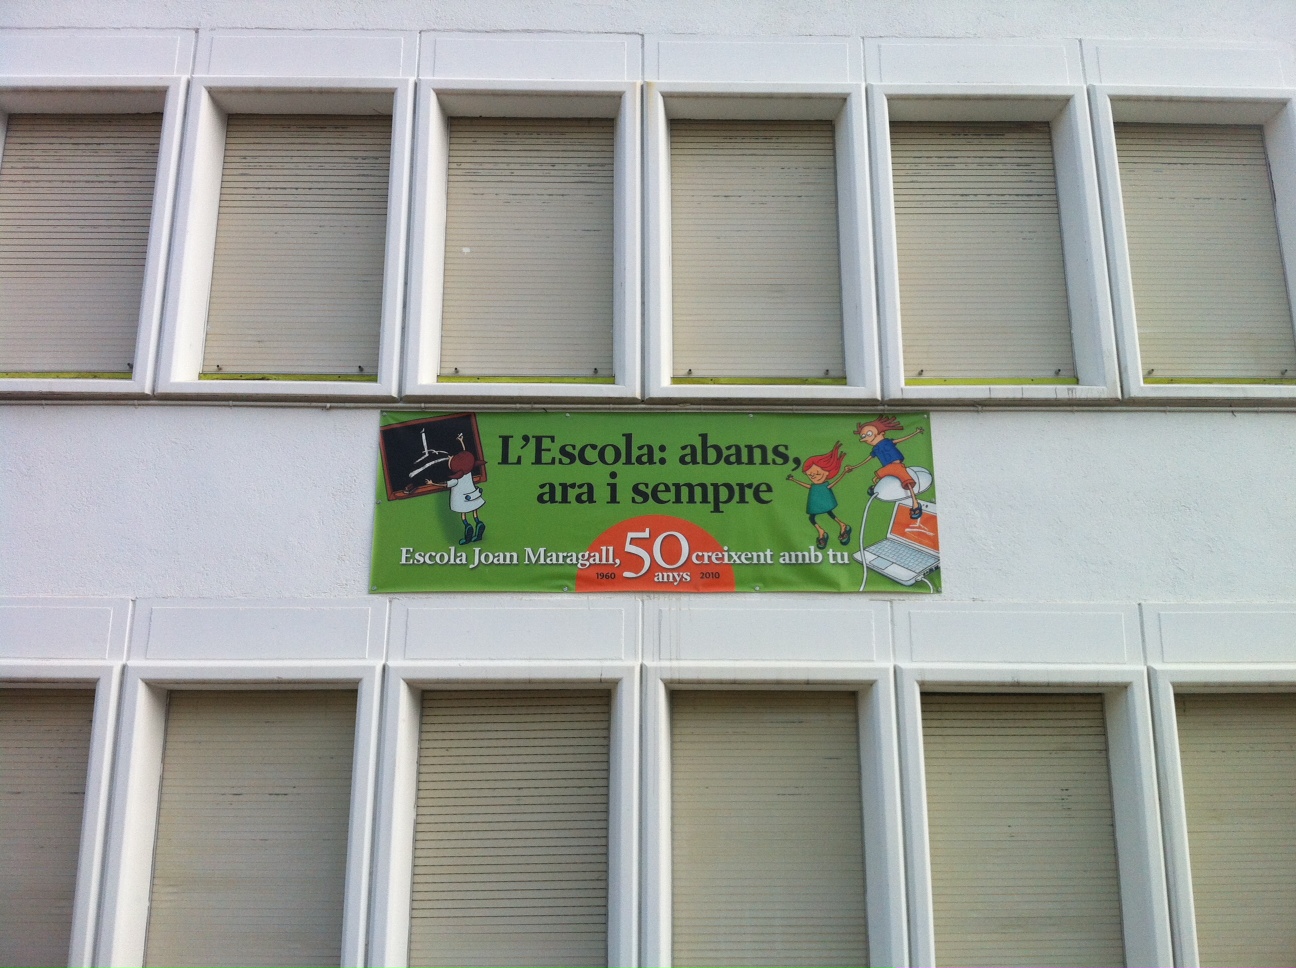 L'Escola: abans,
ara i sempre
Escola Joan Maragall, 50 creixent amb tu
1960 anys 2010